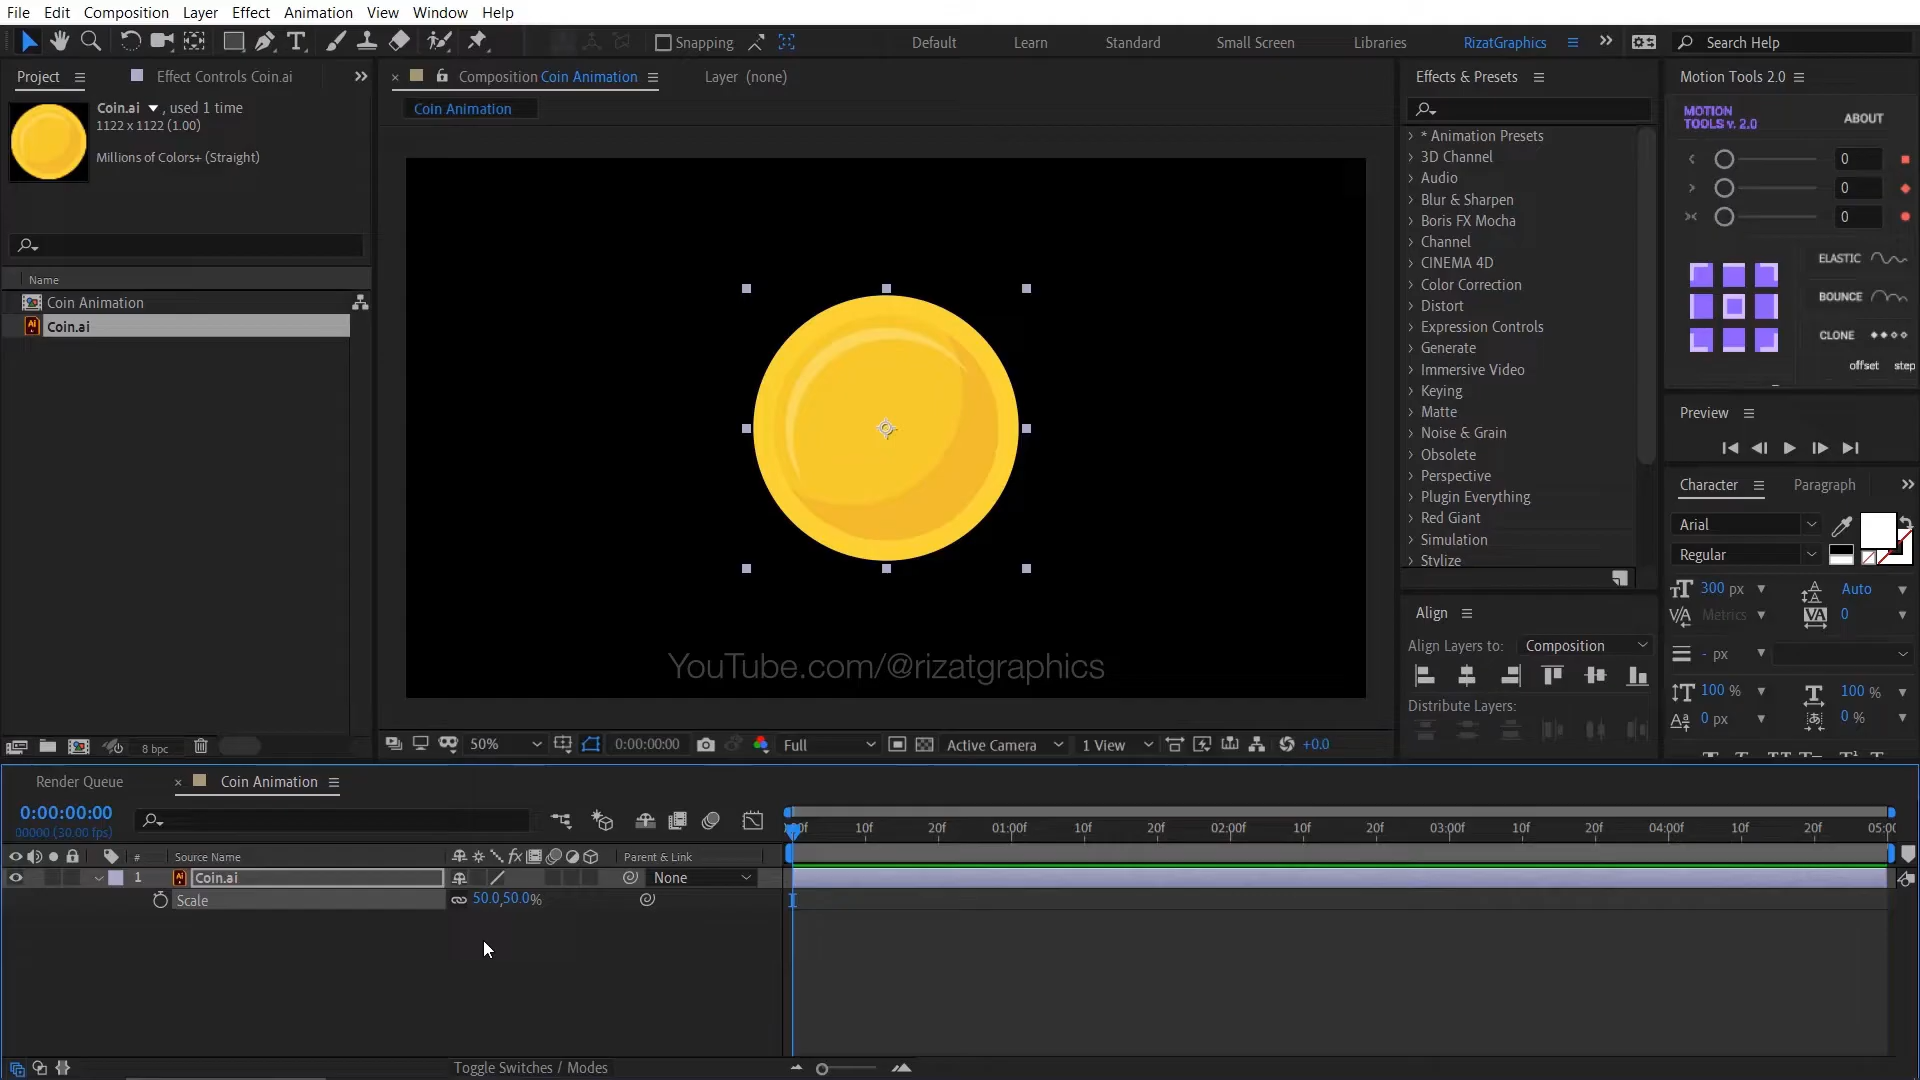 File Edit Composition Layer Effect Animation View Window Help
Snapping
Default Learn Standard Small Screen Libraries RizatGraphics
Search Help
Project
Effect Controls Coin.ai
Composition Coin Animation
Layer (none)
Effects & Presets
Motion Tools 2.0
Coin.ai , used 1 time
1122 x 1122 (1.00)
Millions of Colors+ (Straight)
Coin Animation
MOTION
TOOLS v. 2.0
ABOUT
0
0
0
ELASTIC
BOUNCE
CLONE
offset step
* Animation Presets
3D Channel
Audio
Blur & Sharpen
Boris FX Mocha
Channel
CINEMA 4D
Color Correction
Distort
Expression Controls
Generate
Immersive Video
Keying
Matte
Noise & Grain
Obsolete
Perspective
Plugin Everything
Red Giant
Simulation
Stylize
Name
Coin Animation
Ai Coin.ai
YouTube.com/@rizatgraphics
Preview
Character Paragraph
Arial
Regular
300 px Auto
Metrics 0
- px
100 % 100 %
0 px 0 %
Align
Align Layers to: Composition
Distribute Layers:
8 bpc
50% 0:00:00:00 Full Active Camera 1 View +0.0
Render Queue
Coin Animation
0:00:00:00
00000 (30.00 fps)
10f 20f 01:00f 10f 20f 02:00f 10f 20f 03:00f 10f 20f 04:00f 10f 20f
# Source Name fx Parent & Link
1 Ai Coin.ai None
Scale 50.0,50.0%
Toggle Switches / Modes